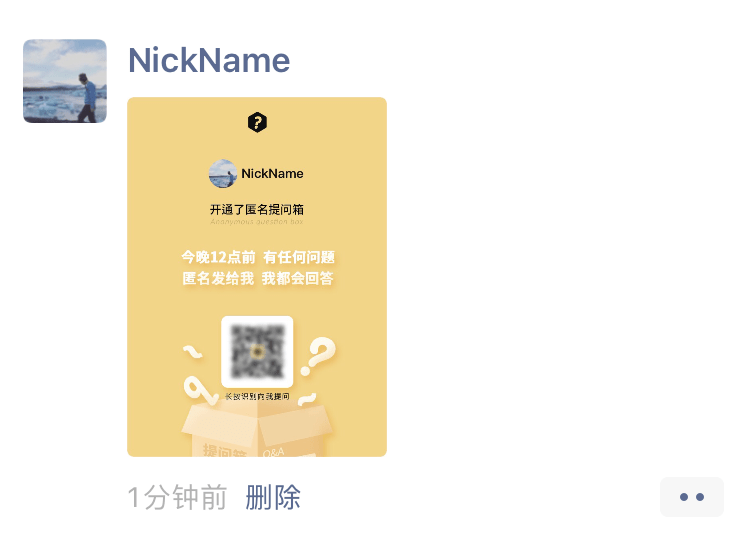 NickName
?
NickName
开通了匿名提问箱
Anonymous question box
今晚12点前 有任何问题
匿名发给我 我都会回答
长按识别向我提问
提问箱
Q&A
1分钟前 删除